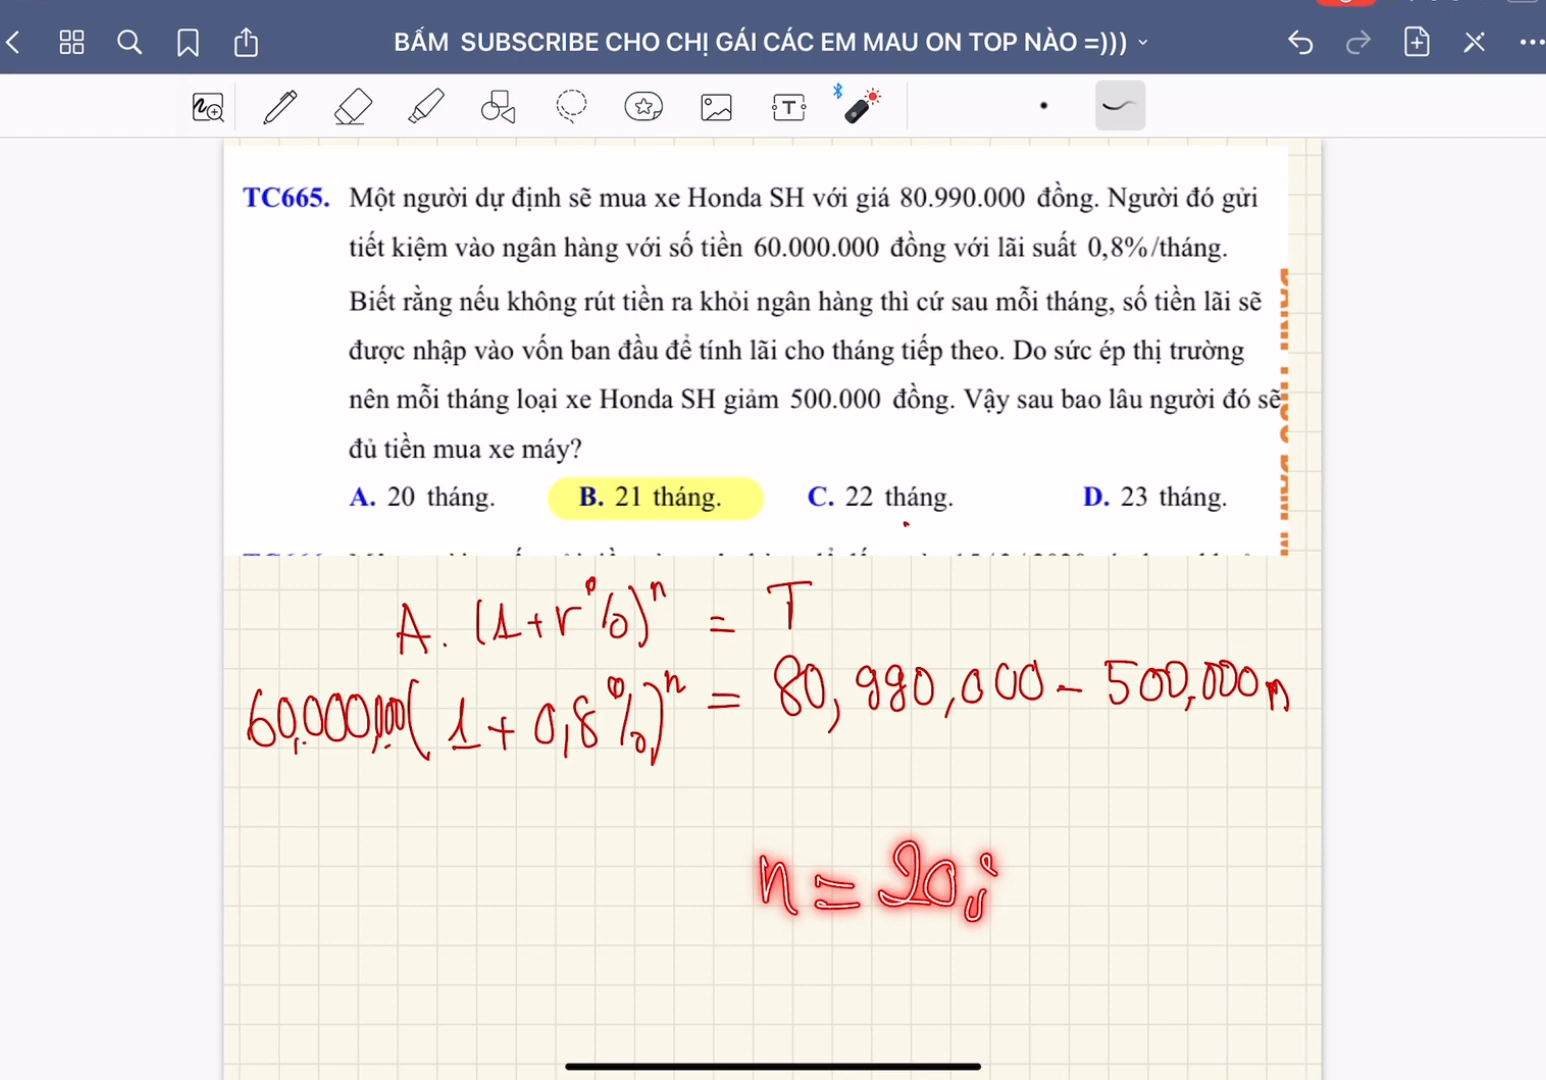 BẤM SUBSCRIBE CHO CHỊ GÁI CÁC EM MAU ON TOP NÀO =)))
TC665. Một người dự định sẽ mua xe Honda SH với giá 80.990.000 đồng. Người đó gửi
tiết kiệm vào ngân hàng với số tiền 60.000.000 đồng với lãi suất 0,8%/tháng.
Biết rằng nếu không rút tiền ra khỏi ngân hàng thì cứ sau mỗi tháng, số tiền lãi sẽ
được nhập vào vốn ban đầu để tính lãi cho tháng tiếp theo. Do sức ép thị trường
nên mỗi tháng loại xe Honda SH giảm 500.000 đồng. Vậy sau bao lâu người đó sẽ
đủ tiền mua xe máy?
A. 20 tháng. B. 21 tháng. C. 22 tháng. D. 23 tháng.
A. (1+r%)ⁿ = T
60,000,000(1+0,8%)ⁿ = 80,990,000 - 500,000n
n = 20,